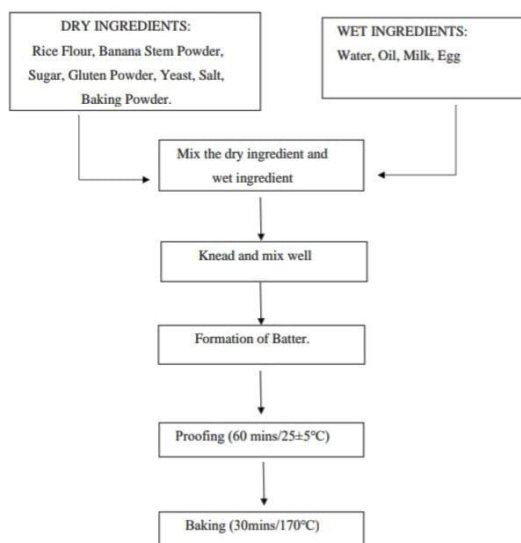 DRY INGREDIENTS:
Rice Flour, Banana Stem Powder,
Sugar, Gluten Powder, Yeast, Salt,
Baking Powder.
WET INGREDIENTS:
Water, Oil, Milk, Egg
Mix the dry ingredient and
wet ingredient
Knead and mix well
Formation of Batter.
Proofing (60 mins/25±5℃)
Baking (30mins/170℃)